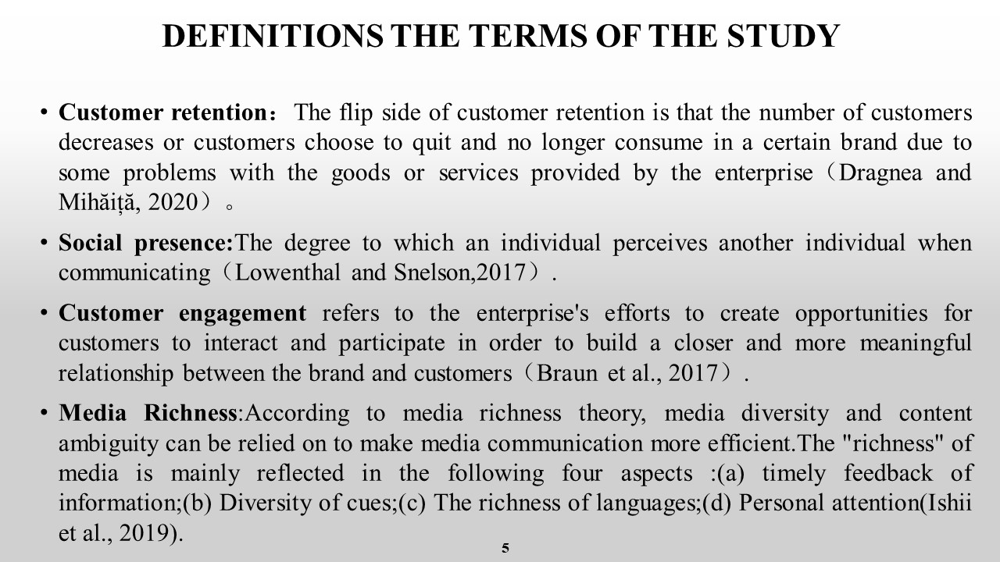 DEFINITIONS THE TERMS OF THE STUDY
• Customer retention： The flip side of customer retention is that the number of customers
decreases or customers choose to quit and no longer consume in a certain brand due to
some problems with the goods or services provided by the enterprise（Dragnea and
Mihăiță, 2020）。
• Social presence:The degree to which an individual perceives another individual when
communicating（Lowenthal and Snelson,2017）.
• Customer engagement refers to the enterprise's efforts to create opportunities for
customers to interact and participate in order to build a closer and more meaningful
relationship between the brand and customers（Braun et al., 2017）.
• Media Richness:According to media richness theory, media diversity and content
ambiguity can be relied on to make media communication more efficient.The "richness" of
media is mainly reflected in the following four aspects :(a) timely feedback of
information;(b) Diversity of cues;(c) The richness of languages;(d) Personal attention(Ishii
et al., 2019).
5